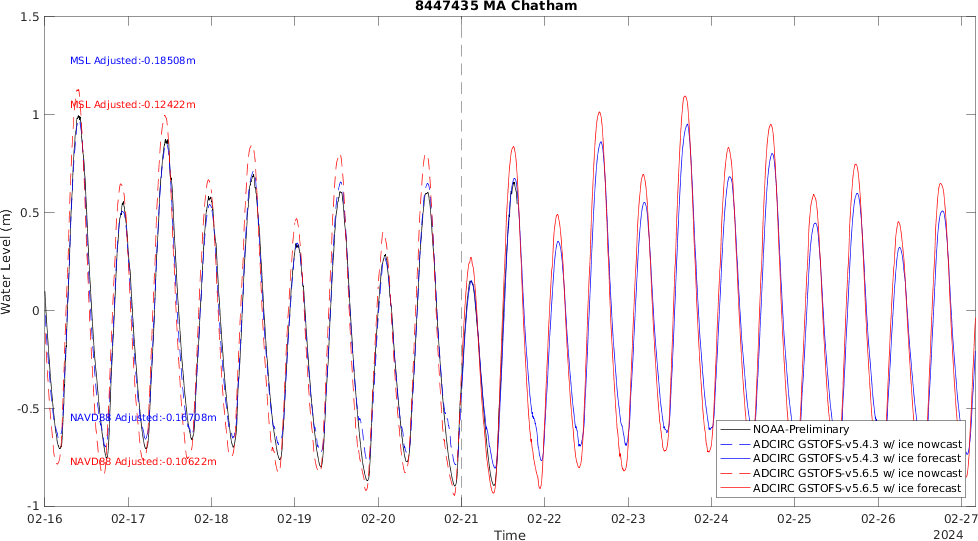 8447435 MA Chatham
1.5
1
0.5
0
-0.5
-1
Water Level (m)
MSL Adjusted:-0.18508m
MSL Adjusted:-0.12422m
NAVD88 Adjusted:-0.16708m
NAVD88 Adjusted:-0.10622m
NOAA-Preliminary
ADCIRC GSTOFS-v5.4.3 w/ ice nowcast
ADCIRC GSTOFS-v5.4.3 w/ ice forecast
ADCIRC GSTOFS-v5.6.5 w/ ice nowcast
ADCIRC GSTOFS-v5.6.5 w/ ice forecast
02-16 02-17 02-18 02-19 02-20 02-21 02-22 02-23 02-24 02-25 02-26 02-27
Time
2024